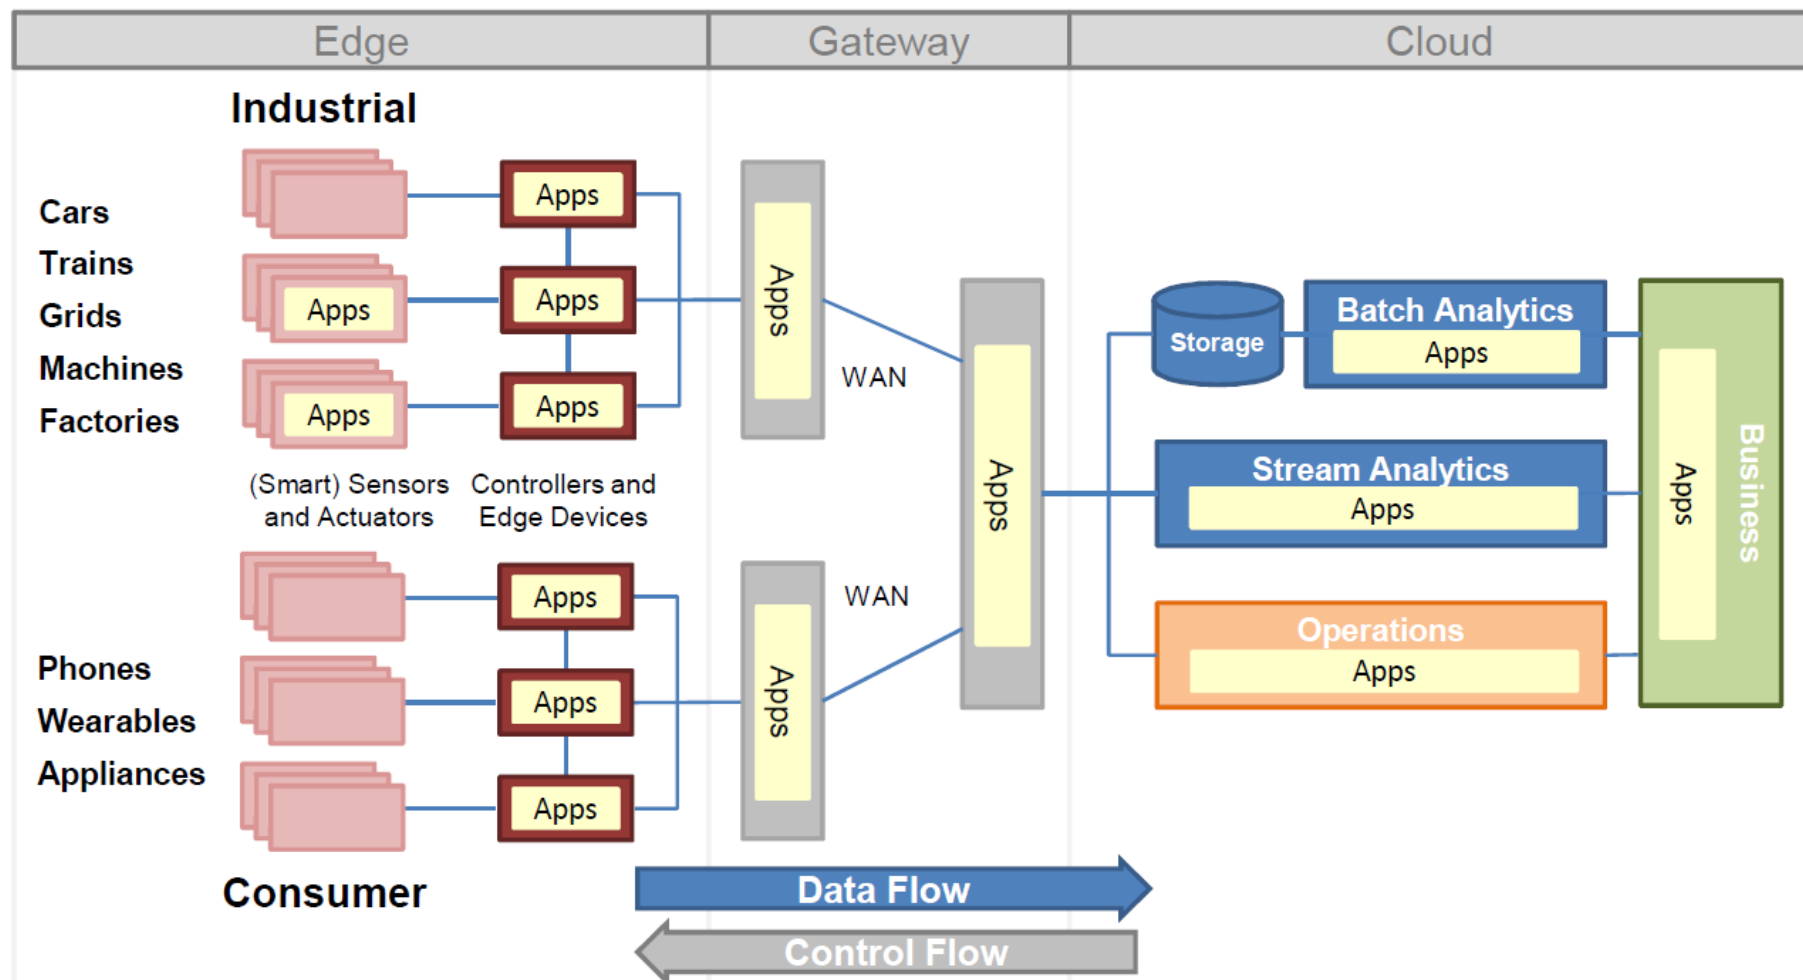 Edge
Gateway
Cloud
Industrial
Cars
Trains
Grids
Machines
Factories
Apps
Apps
Apps
Apps
Apps
(Smart) Sensors
and Actuators
Controllers and
Edge Devices
Apps
WAN
Apps
Storage
Batch Analytics
Apps
Stream Analytics
Apps
Operations
Apps
Apps
Business
Phones
Wearables
Appliances
Apps
Apps
Apps
Apps
WAN
Consumer
Data Flow
Control Flow